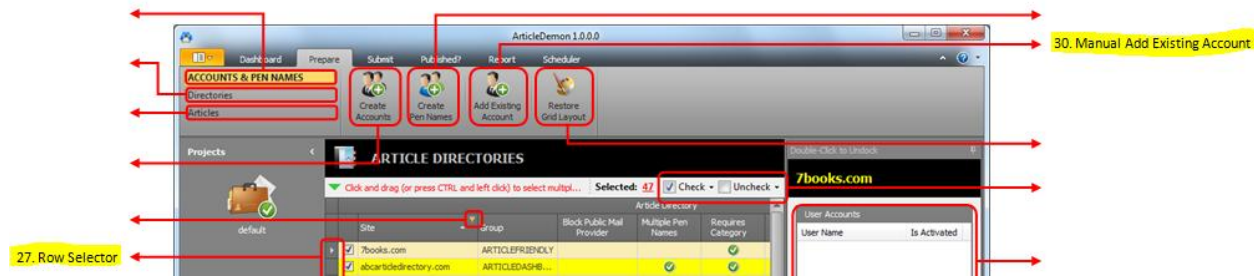 ArticleDemon 1.0.0.0
30. Manual Add Existing Account
Dashboard Prepare Submit Published? Report Scheduler
ACCOUNTS & PEN NAMES
Directories
Articles
Create Accounts
Create Pen Names
Add Existing Account
Restore Grid Layout
Projects
ARTICLE DIRECTORIES
Double-Click to Undock
7books.com
Click and drag (or press CTRL and left click) to select multipl... Selected: 47 Check Uncheck
Article Directory
User Accounts
default
Site Group Block Public Mail Provider Multiple Pen Names Requires Category
User Name Is Activated
7books.com ARTICLEFRIENDLY
27. Row Selector
abcarticledirectory.com ARTICLEDASHB...